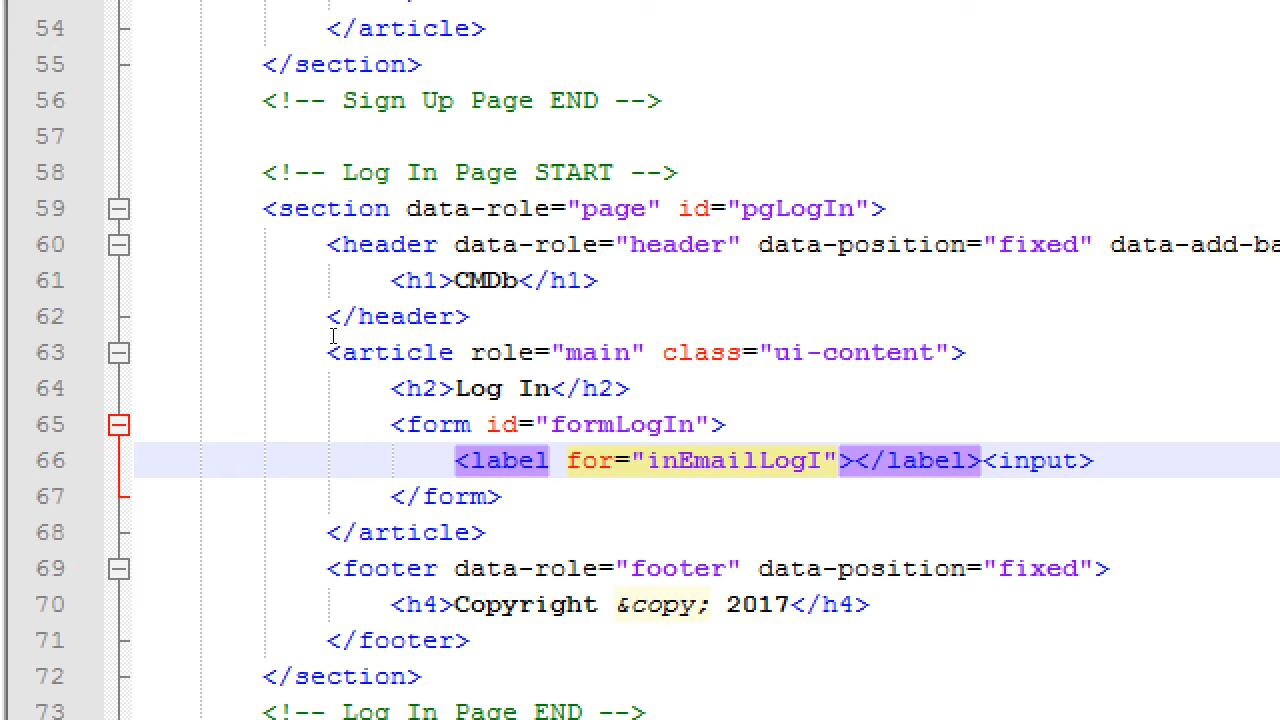 54 </article>
55 </section>
56 <!-- Sign Up Page END -->
57
58 <!-- Log In Page START -->
59 <section data-role="page" id="pgLogIn">
60 <header data-role="header" data-position="fixed" data-add-ba
61 <h1>CMDb</h1>
62 </header>
63 <article role="main" class="ui-content">
64 <h2>Log In</h2>
65 <form id="formLogIn">
66 <label for="inEmailLogI"></label><input>
67 </form>
68 </article>
69 <footer data-role="footer" data-position="fixed">
70 <h4>Copyright &copy; 2017</h4>
71 </footer>
72 </section>
73 <!-- Log In Page END -->